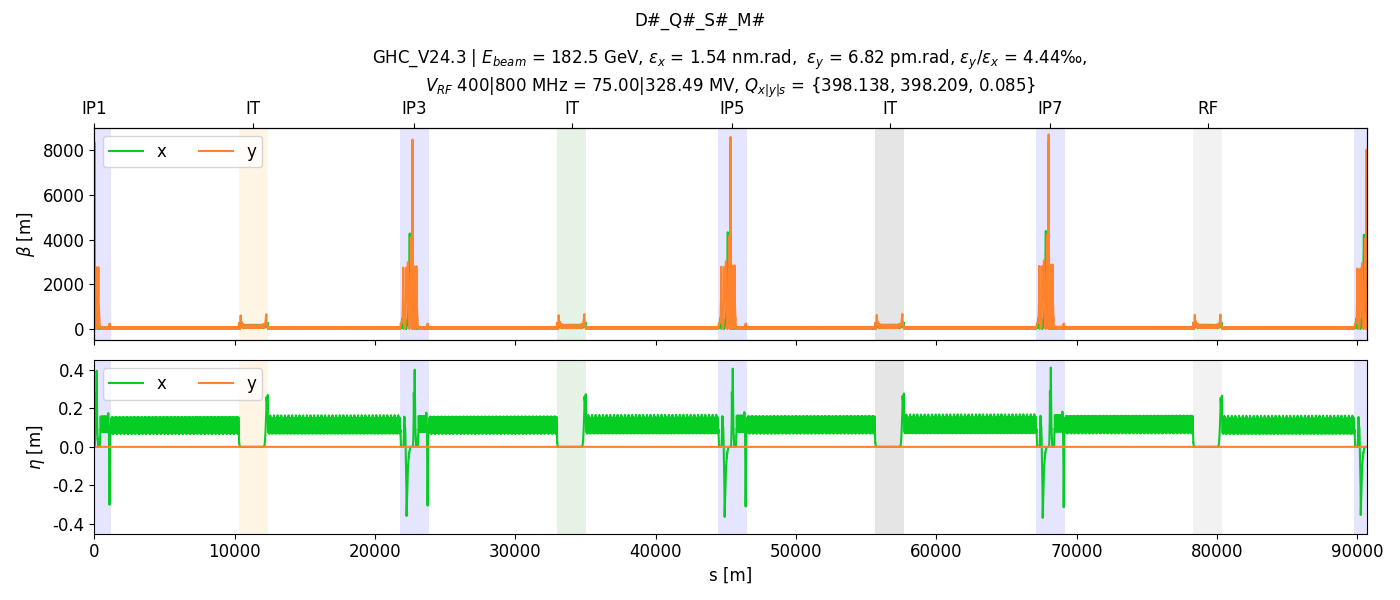 D#_Q#_S#_M#
GHC_V24.3 | E_beam = 182.5 GeV, ε_x = 1.54 nm.rad, ε_y = 6.82 pm.rad, ε_y/ε_x = 4.44‰,
V_RF 400|800 MHz = 75.00|328.49 MV, Q_x|y|s = {398.138, 398.209, 0.085}
IP1 IT IP3 IT IP5 IT IP7 RF
x y
8000
6000
4000
2000
0
β [m]
x y
0.4
0.2
0.0
-0.2
-0.4
η [m]
0 10000 20000 30000 40000 50000 60000 70000 80000 90000
s [m]